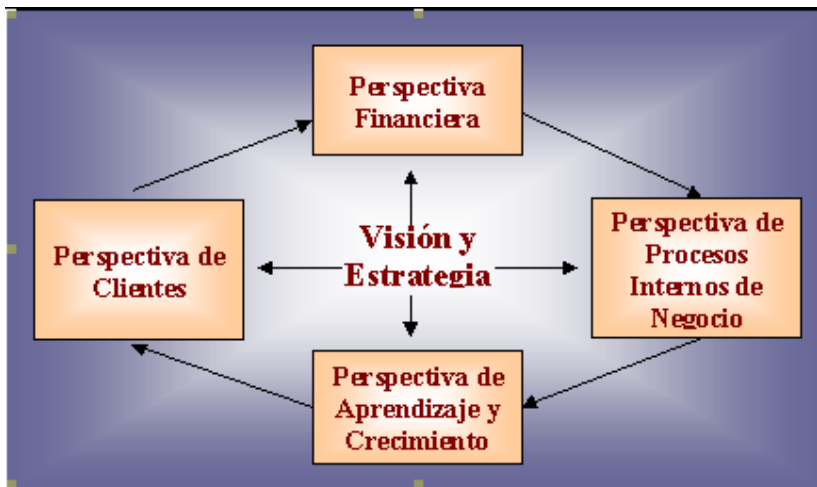 Perspectiva
Financiera
Perspectiva de
Clientes
Visión y
Estrategia
Perspectiva de
Procesos
Internos de
Negocio
Perspectiva de
Aprendizaje y
Crecimiento